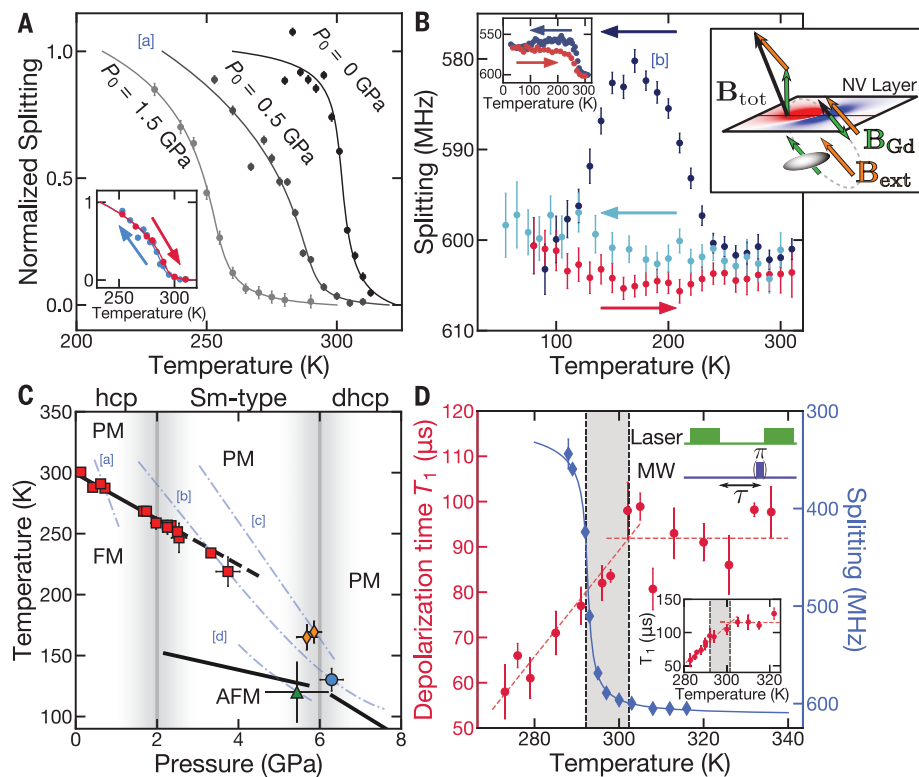 A
Normalized Splitting
1.0
0.5
0.0
200
250
300
Temperature (K)
[a]
P0 = 1.5 GPa
P0 = 0.5 GPa
P0 = 0 GPa
1
0
250
300
Temperature (K)
B
Splitting (MHz)
580
590
600
610
100
200
300
Temperature (K)
[b]
550
600
0
100
200
300
Temperature (K)
NV Layer
Btot
BGd
Bext
C
hcp
Sm-type
dhcp
Temperature (K)
350
300
250
200
150
100
0
2
4
6
8
Pressure (GPa)
PM
PM
PM
FM
AFM
[a]
[b]
[c]
[d]
D
Depolarization time T1 (µs)
120
110
100
90
80
70
60
50
280
300
320
340
Temperature (K)
300
400
500
600
Splitting (MHz)
Laser
MW
(π)
τ
T1 (µs)
150
100
50
260
280
300
320
Temperature (K)